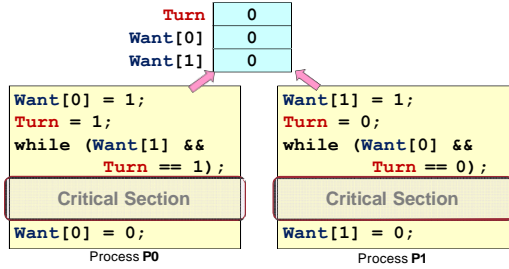 Turn 0
Want[0] 0
Want[1] 0
Want[0] = 1;
Turn = 1;
while (Want[1] &&
Turn == 1);
Critical Section
Want[0] = 0;
Process P0
Want[1] = 1;
Turn = 0;
while (Want[0] &&
Turn == 0);
Critical Section
Want[1] = 0;
Process P1